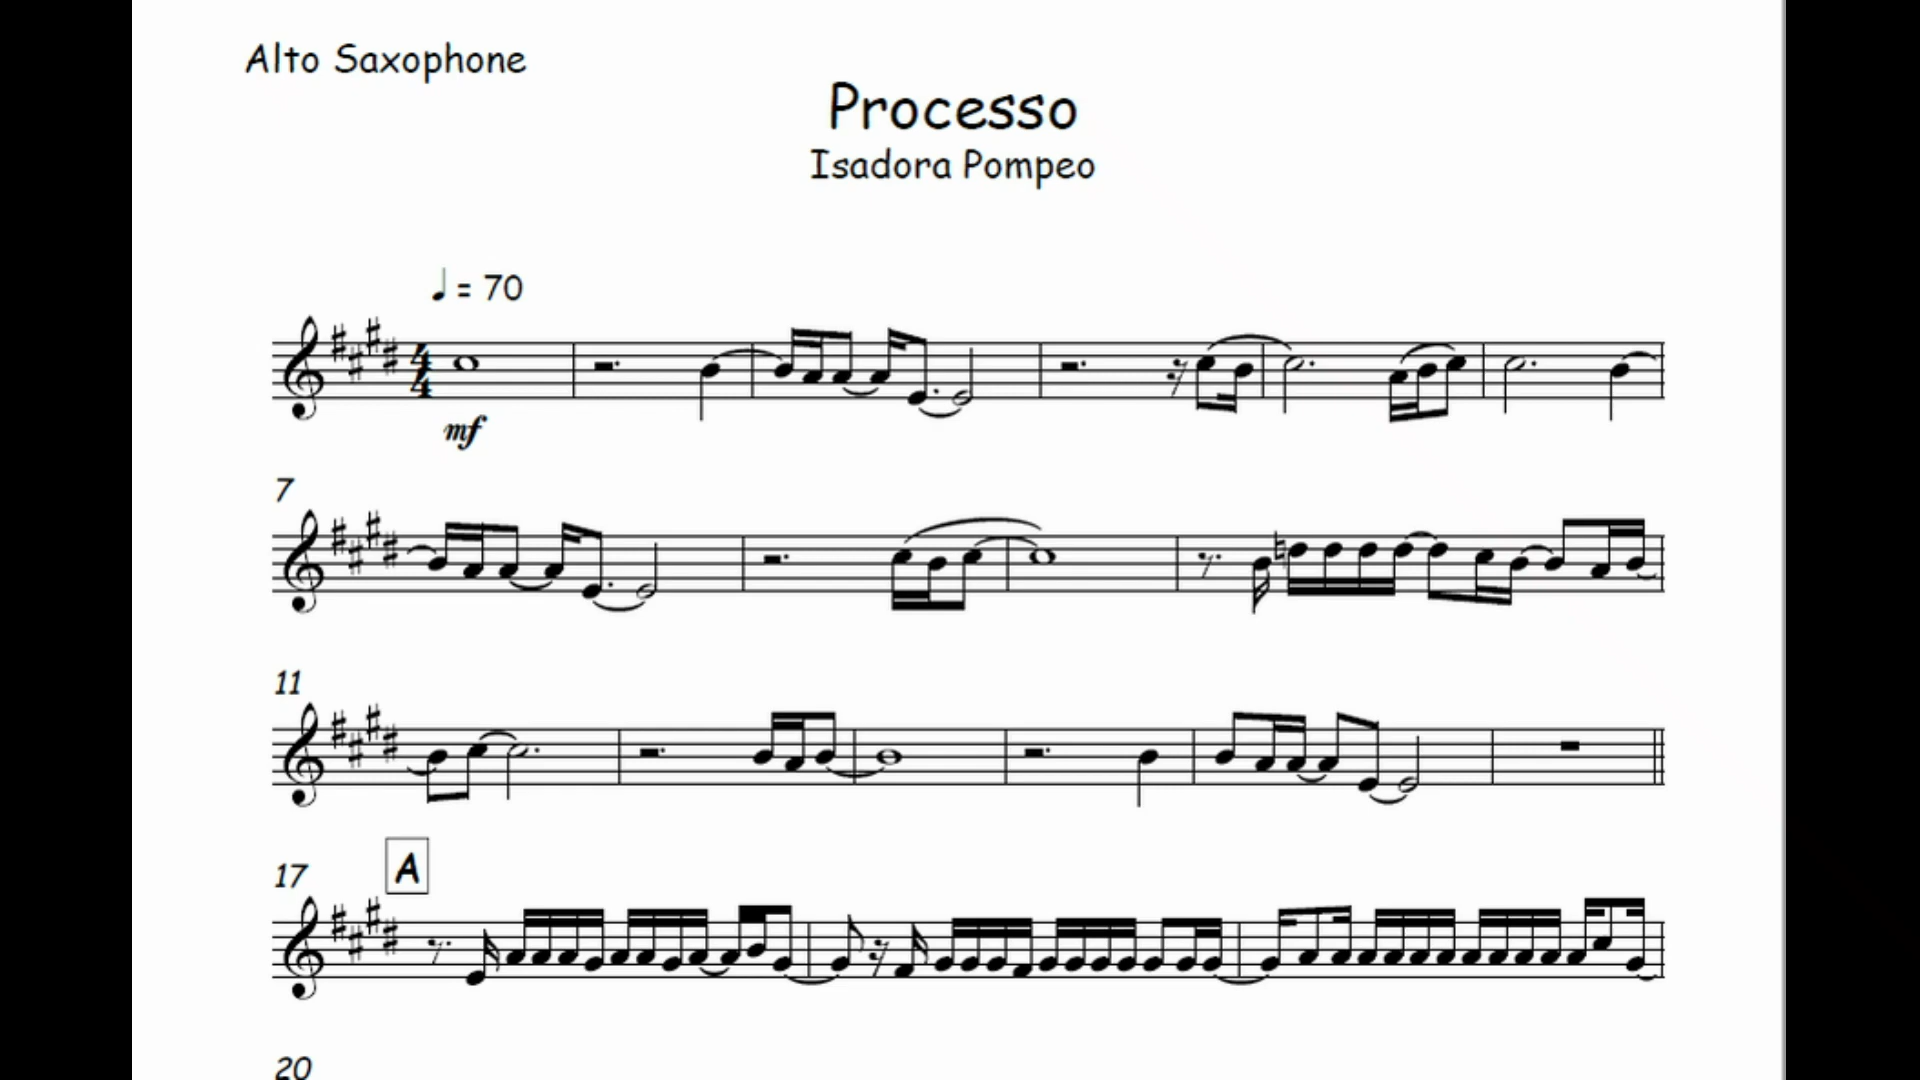 Alto Saxophone
Processo
Isadora Pompeo
♩ = 70
4
4
mf
7
11
A
17
20